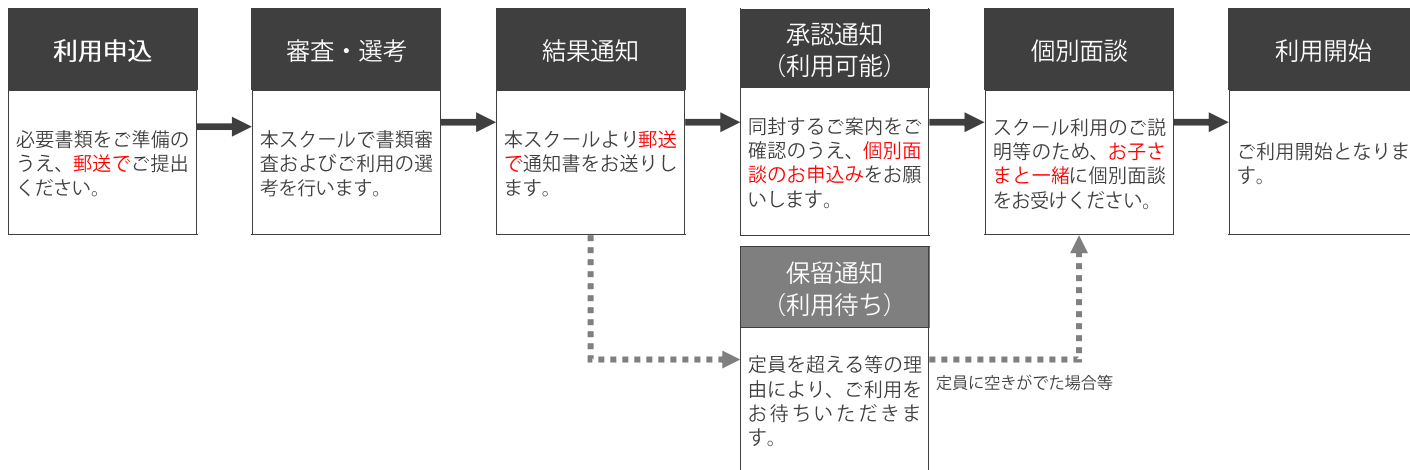 利用申込
必要書類をご準備の
うえ、郵送でご提出
ください。
審査・選考
本スクールで書類審
査およびご利用の選
考を行います。
結果通知
本スクールより郵送
で通知書をお送りし
ます。
承認通知
（利用可能）
同封するご案内をご
確認のうえ、個別面
談のお申込みをお願
いします。
個別面談
スクール利用のご説
明等のため、お子さ
まと一緒に個別面談
をお受けください。
利用開始
ご利用開始となりま
す。
保留通知
（利用待ち）
定員を超える等の理
由により、ご利用を
お待ちいただきま
す。
定員に空きがでた場合等